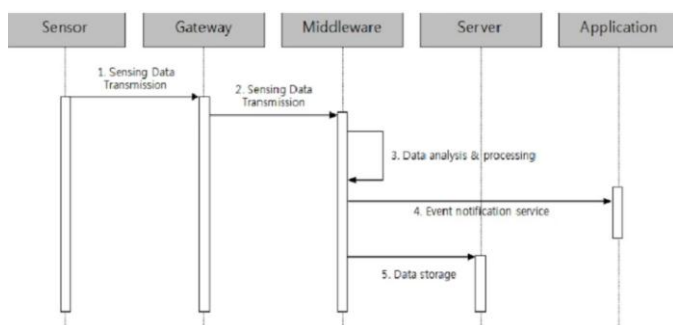 Sensor
Gateway
Middleware
Server
Application
1. Sensing Data
Transmission
2. Sensing Data
Transmission
3. Data analysis & processing
4. Event notification service
5. Data storage